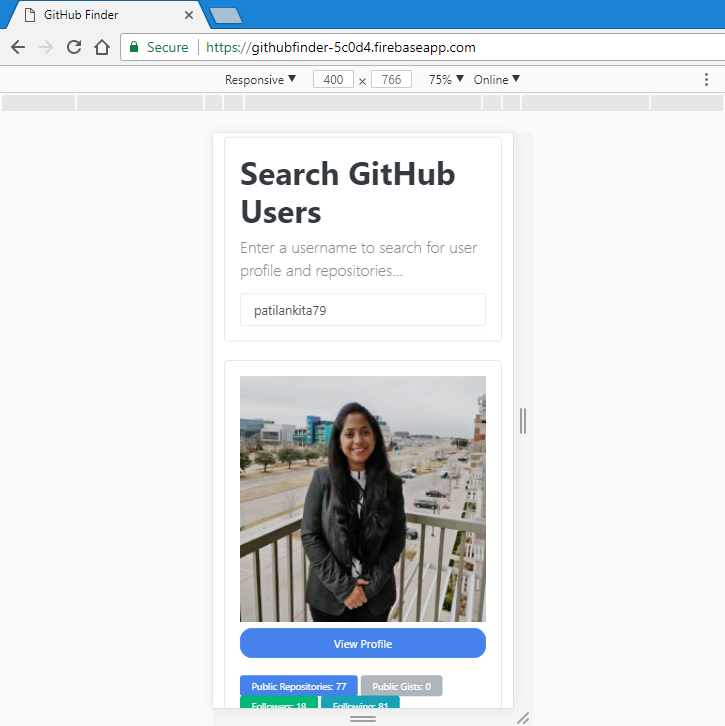 GitHub Finder
Secure https://githubfinder-5c0d4.firebaseapp.com
Responsive 400 × 766 75% Online
Search GitHub
Users
Enter a username to search for user
profile and repositories...
patilankita79
View Profile
Public Repositories: 77 Public Gists: 0
Followers: 18 Following: 81